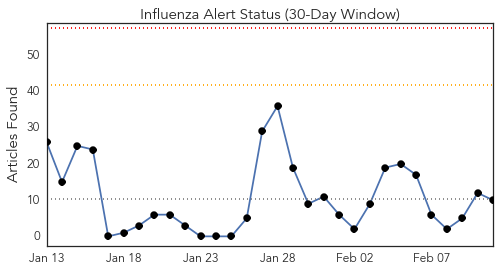 Influenza Alert Status (30-Day Window)
Articles Found
50
40
30
20
10
0
Jan 13
Jan 18
Jan 23
Jan 28
Feb 02
Feb 07